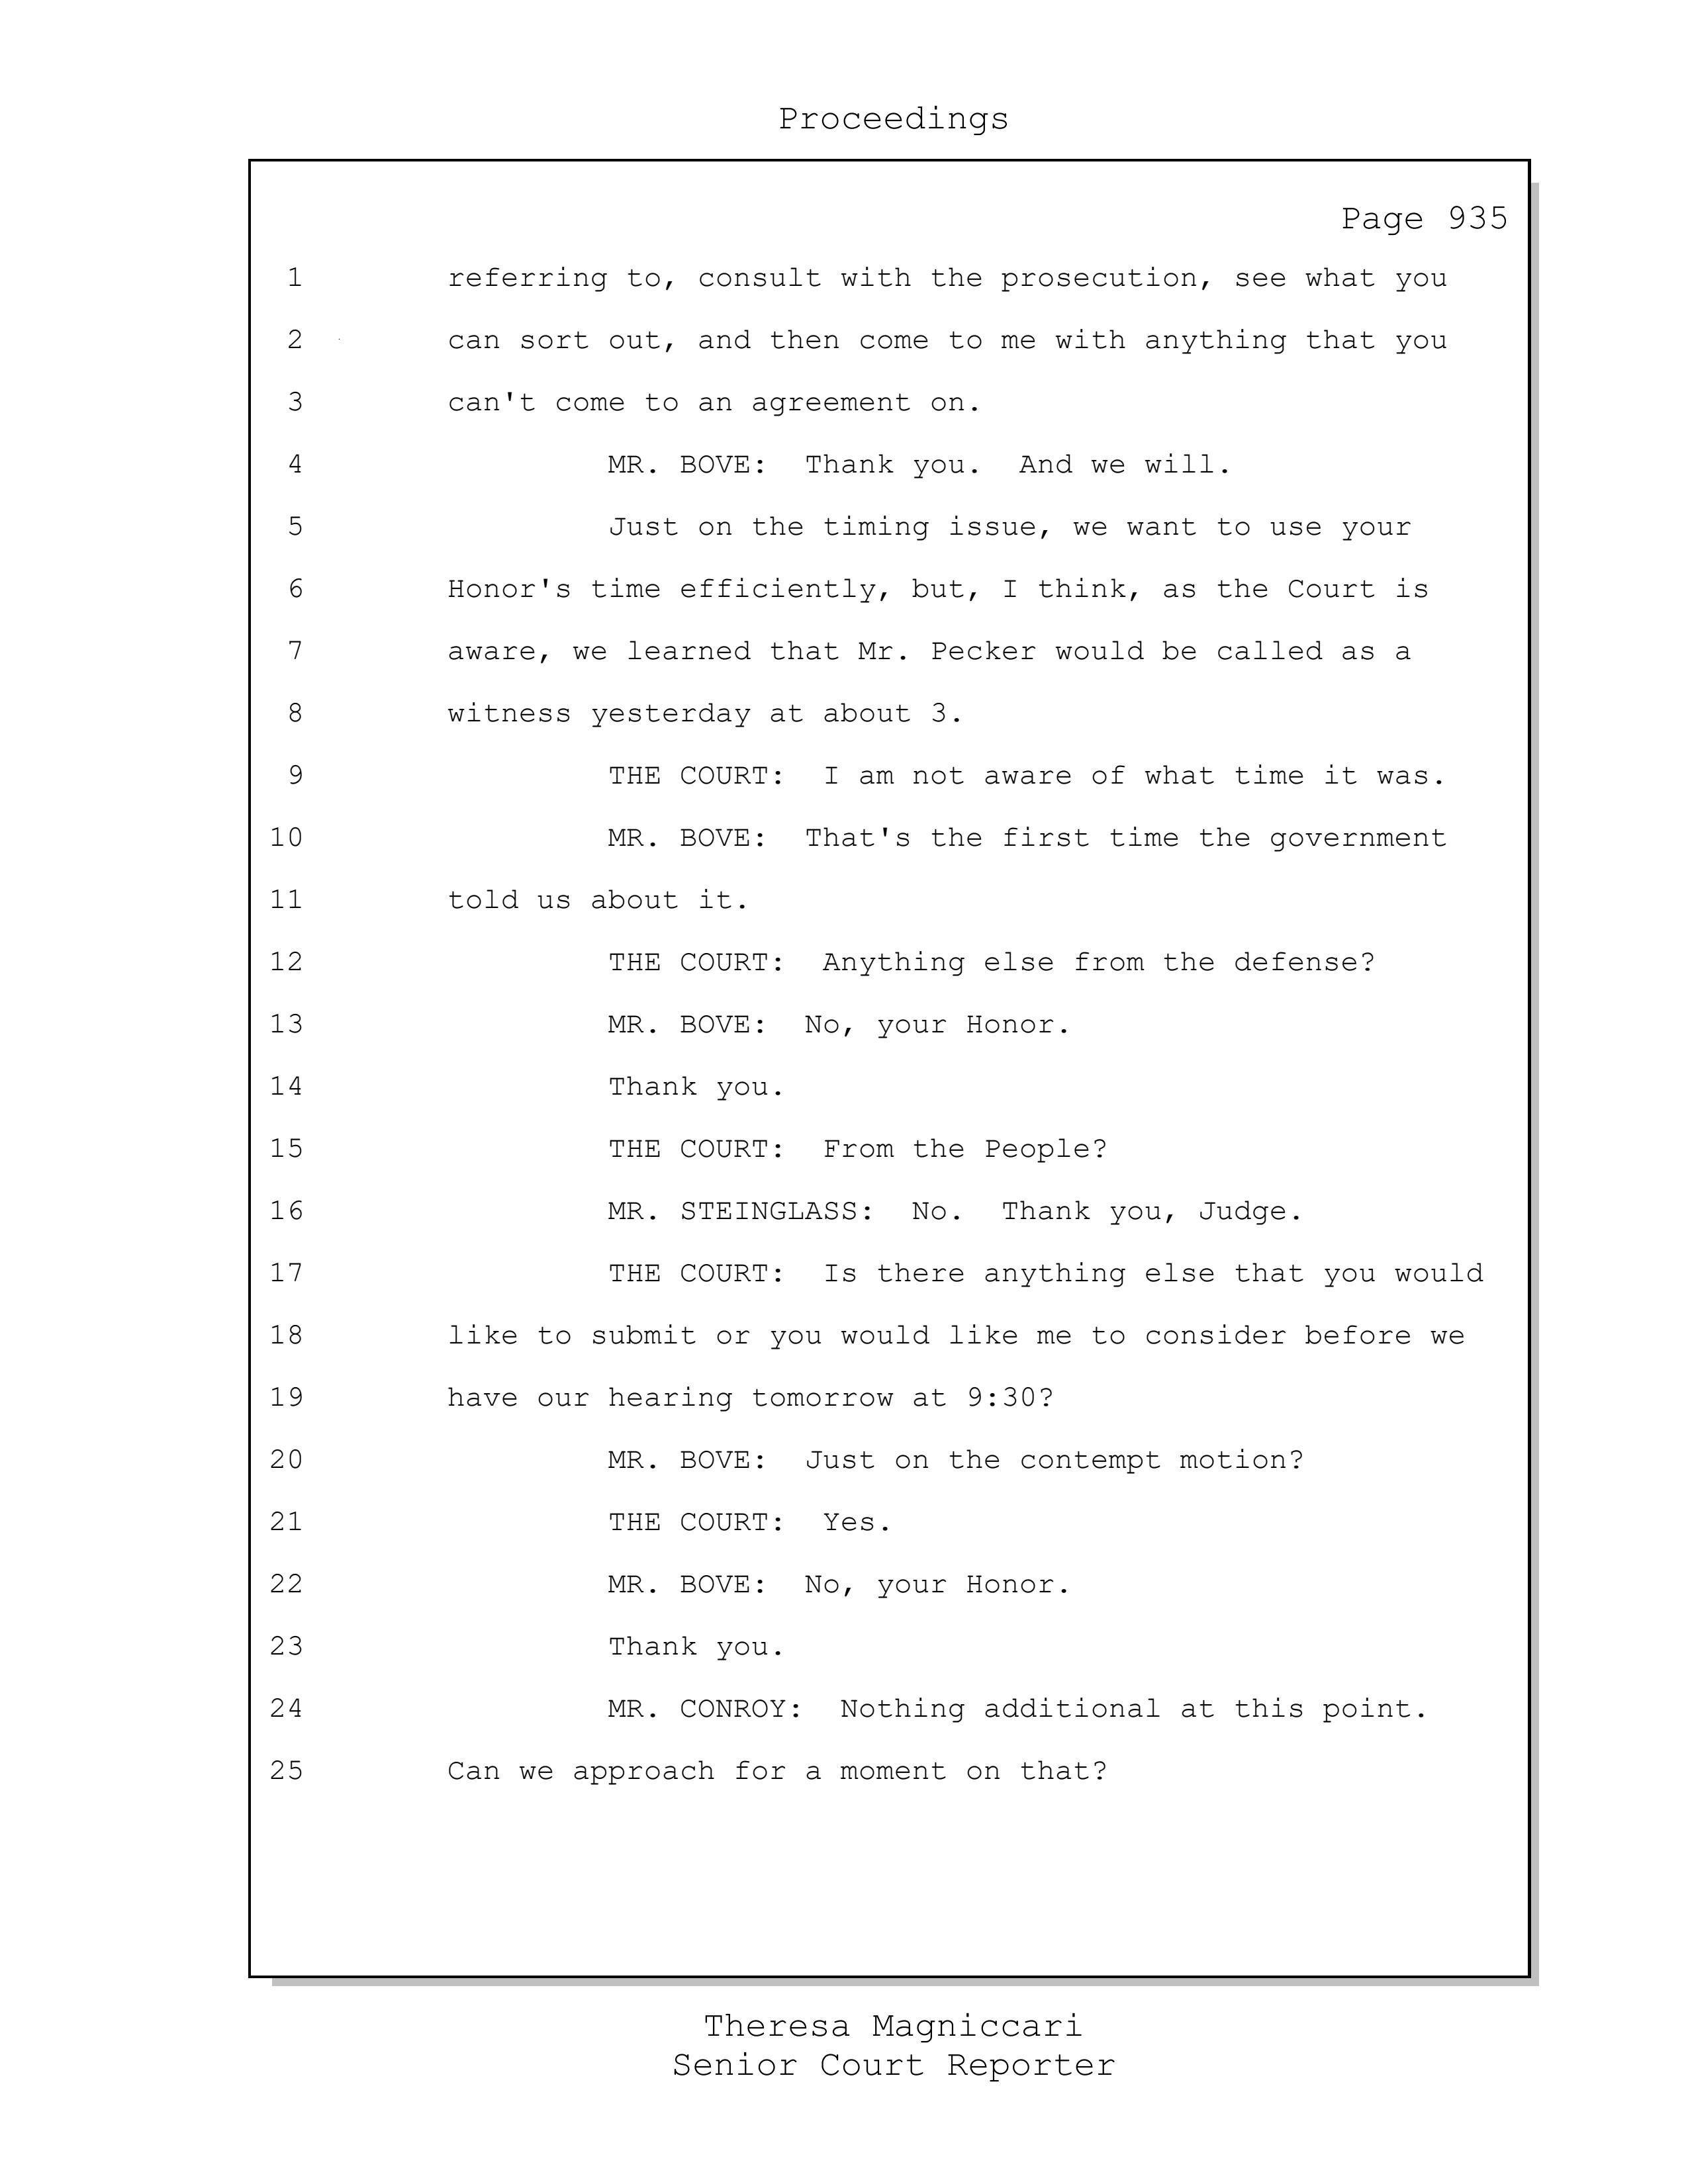 Proceedings
Page 935
1 referring to, consult with the prosecution, see what you
2 can sort out, and then come to me with anything that you
3 can't come to an agreement on.
4 MR. BOVE: Thank you. And we will.
5 Just on the timing issue, we want to use your
6 Honor's time efficiently, but, I think, as the Court is
7 aware, we learned that Mr. Pecker would be called as a
8 witness yesterday at about 3.
9 THE COURT: I am not aware of what time it was.
10 MR. BOVE: That's the first time the government
11 told us about it.
12 THE COURT: Anything else from the defense?
13 MR. BOVE: No, your Honor.
14 Thank you.
15 THE COURT: From the People?
16 MR. STEINGLASS: No. Thank you, Judge.
17 THE COURT: Is there anything else that you would
18 like to submit or you would like me to consider before we
19 have our hearing tomorrow at 9:30?
20 MR. BOVE: Just on the contempt motion?
21 THE COURT: Yes.
22 MR. BOVE: No, your Honor.
23 Thank you.
24 MR. CONROY: Nothing additional at this point.
25 Can we approach for a moment on that?
Theresa Magniccari
Senior Court Reporter